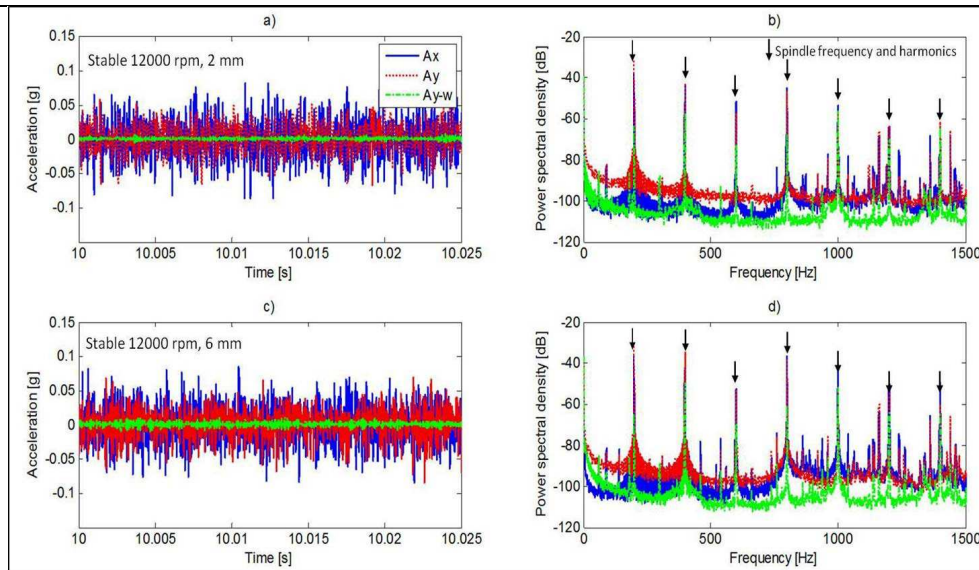 a)
0.15
0.1
0.05
0
-0.05
-0.1
Acceleration [g]
Stable 12000 rpm, 2 mm
Ax
Ay
Ay-w
10 10.005 10.01 10.015 10.02 10.025
Time [s]
b)
-20
-40
-60
-80
-100
-120
Power spectral density [dB]
Spindle frequency and harmonics
0 500 1000 1500
Frequency [Hz]
c)
0.15
0.1
0.05
0
-0.05
-0.1
Acceleration [g]
Stable 12000 rpm, 6 mm
10 10.005 10.01 10.015 10.02 10.025
Time [s]
d)
-20
-40
-60
-80
-100
-120
Power spectral density [dB]
0 500 1000 1500
Frequency [Hz]